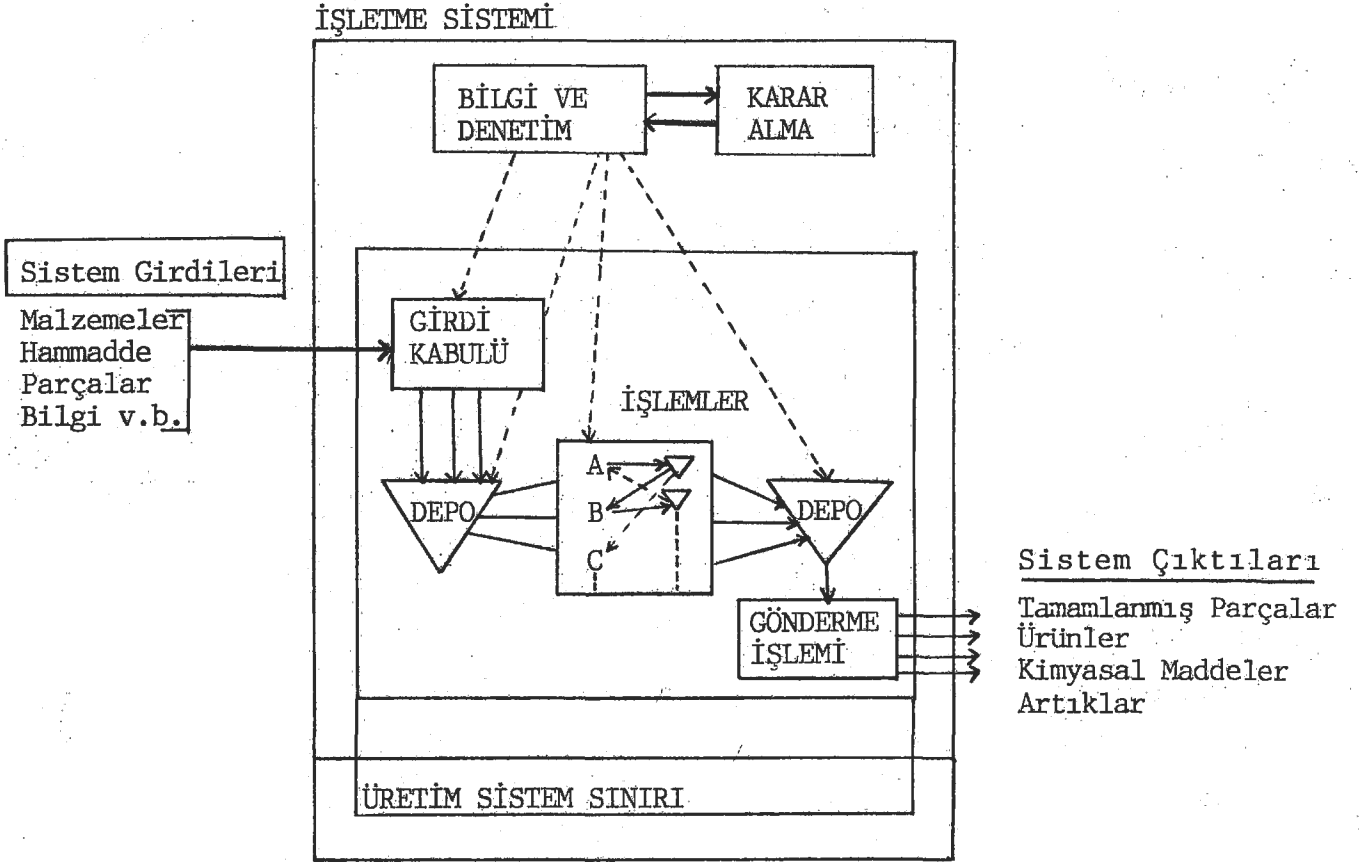 İŞLETME SİSTEMİ
BİLGİ VE
DENETİM
KARAR
ALMA
Sistem Girdileri
Malzemeler
Hammadde
Parçalar
Bilgi v.b.
GİRDİ
KABULÜ
İŞLEMLER
DEPO
A
B
C
DEPO
GÖNDERME
İŞLEMİ
Sistem Çıktıları
Tamamlanmış Parçalar
Ürünler
Kimyasal Maddeler
Artıklar
ÜRETİM SİSTEM SINIRI